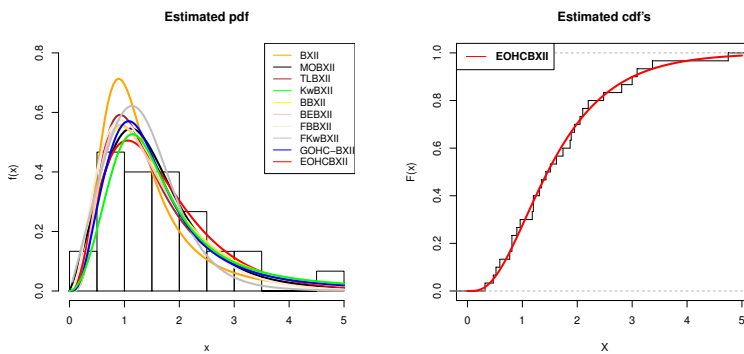 Estimated pdf
0.8
0.6
0.4
0.2
0.0
f(x)
0
1
2
3
4
5
x
BXII
MOBXII
TLBXII
KwBXII
BBXII
BEBXII
FBBXII
FKwBXII
GOHC-BXII
EOHCBXII
Estimated cdf's
1.0
0.8
0.6
0.4
0.2
0.0
F(x)
0
1
2
3
4
5
X
EOHCBXII